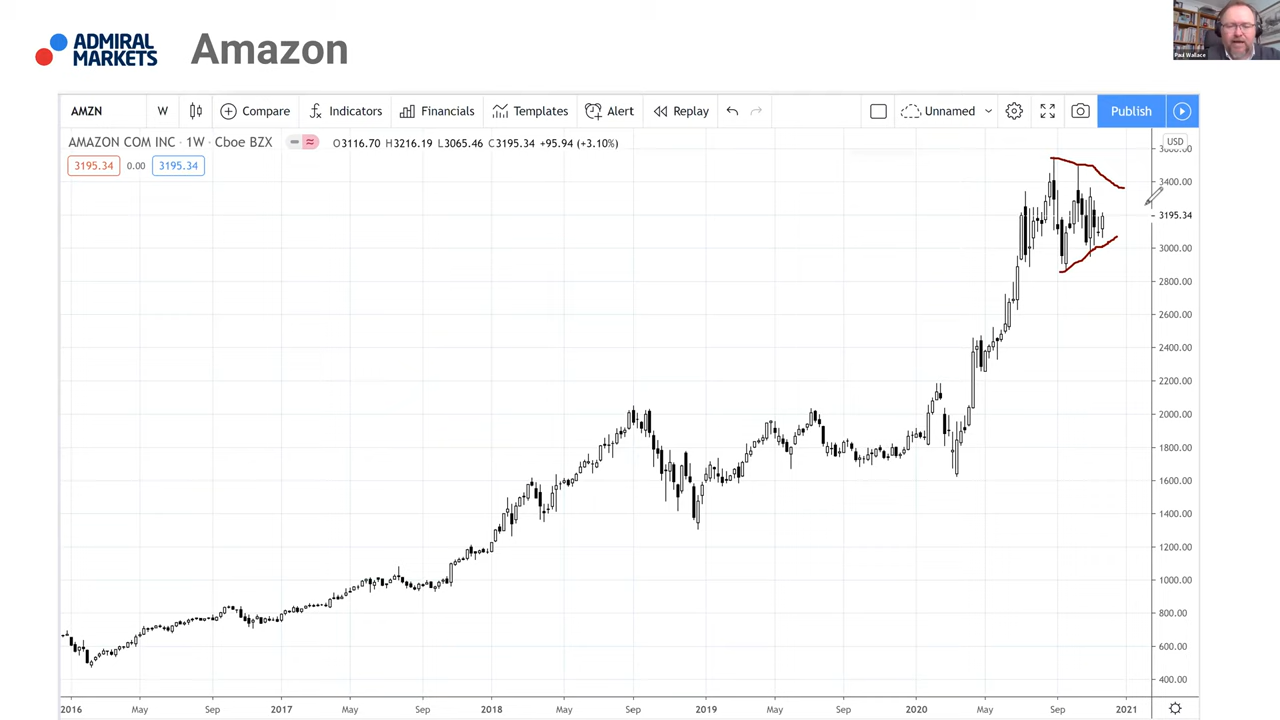 ADMIRAL
MARKETS
Amazon
Paul Wallace
AMZN W Compare Indicators Financials Templates Alert Replay Unnamed Publish
AMAZON COM INC · 1W · Cboe BZX O3116.70 H3216.19 L3065.46 C3195.34 +95.94 (+3.10%)
USD
3195.34 0.00 3195.34
3400.00
3195.34
3000.00
2800.00
2600.00
2400.00
2200.00
2000.00
1800.00
1600.00
1400.00
1200.00
1000.00
800.00
600.00
400.00
2016 May Sep 2017 May Sep 2018 May Sep 2019 May Sep 2020 May Sep 2021